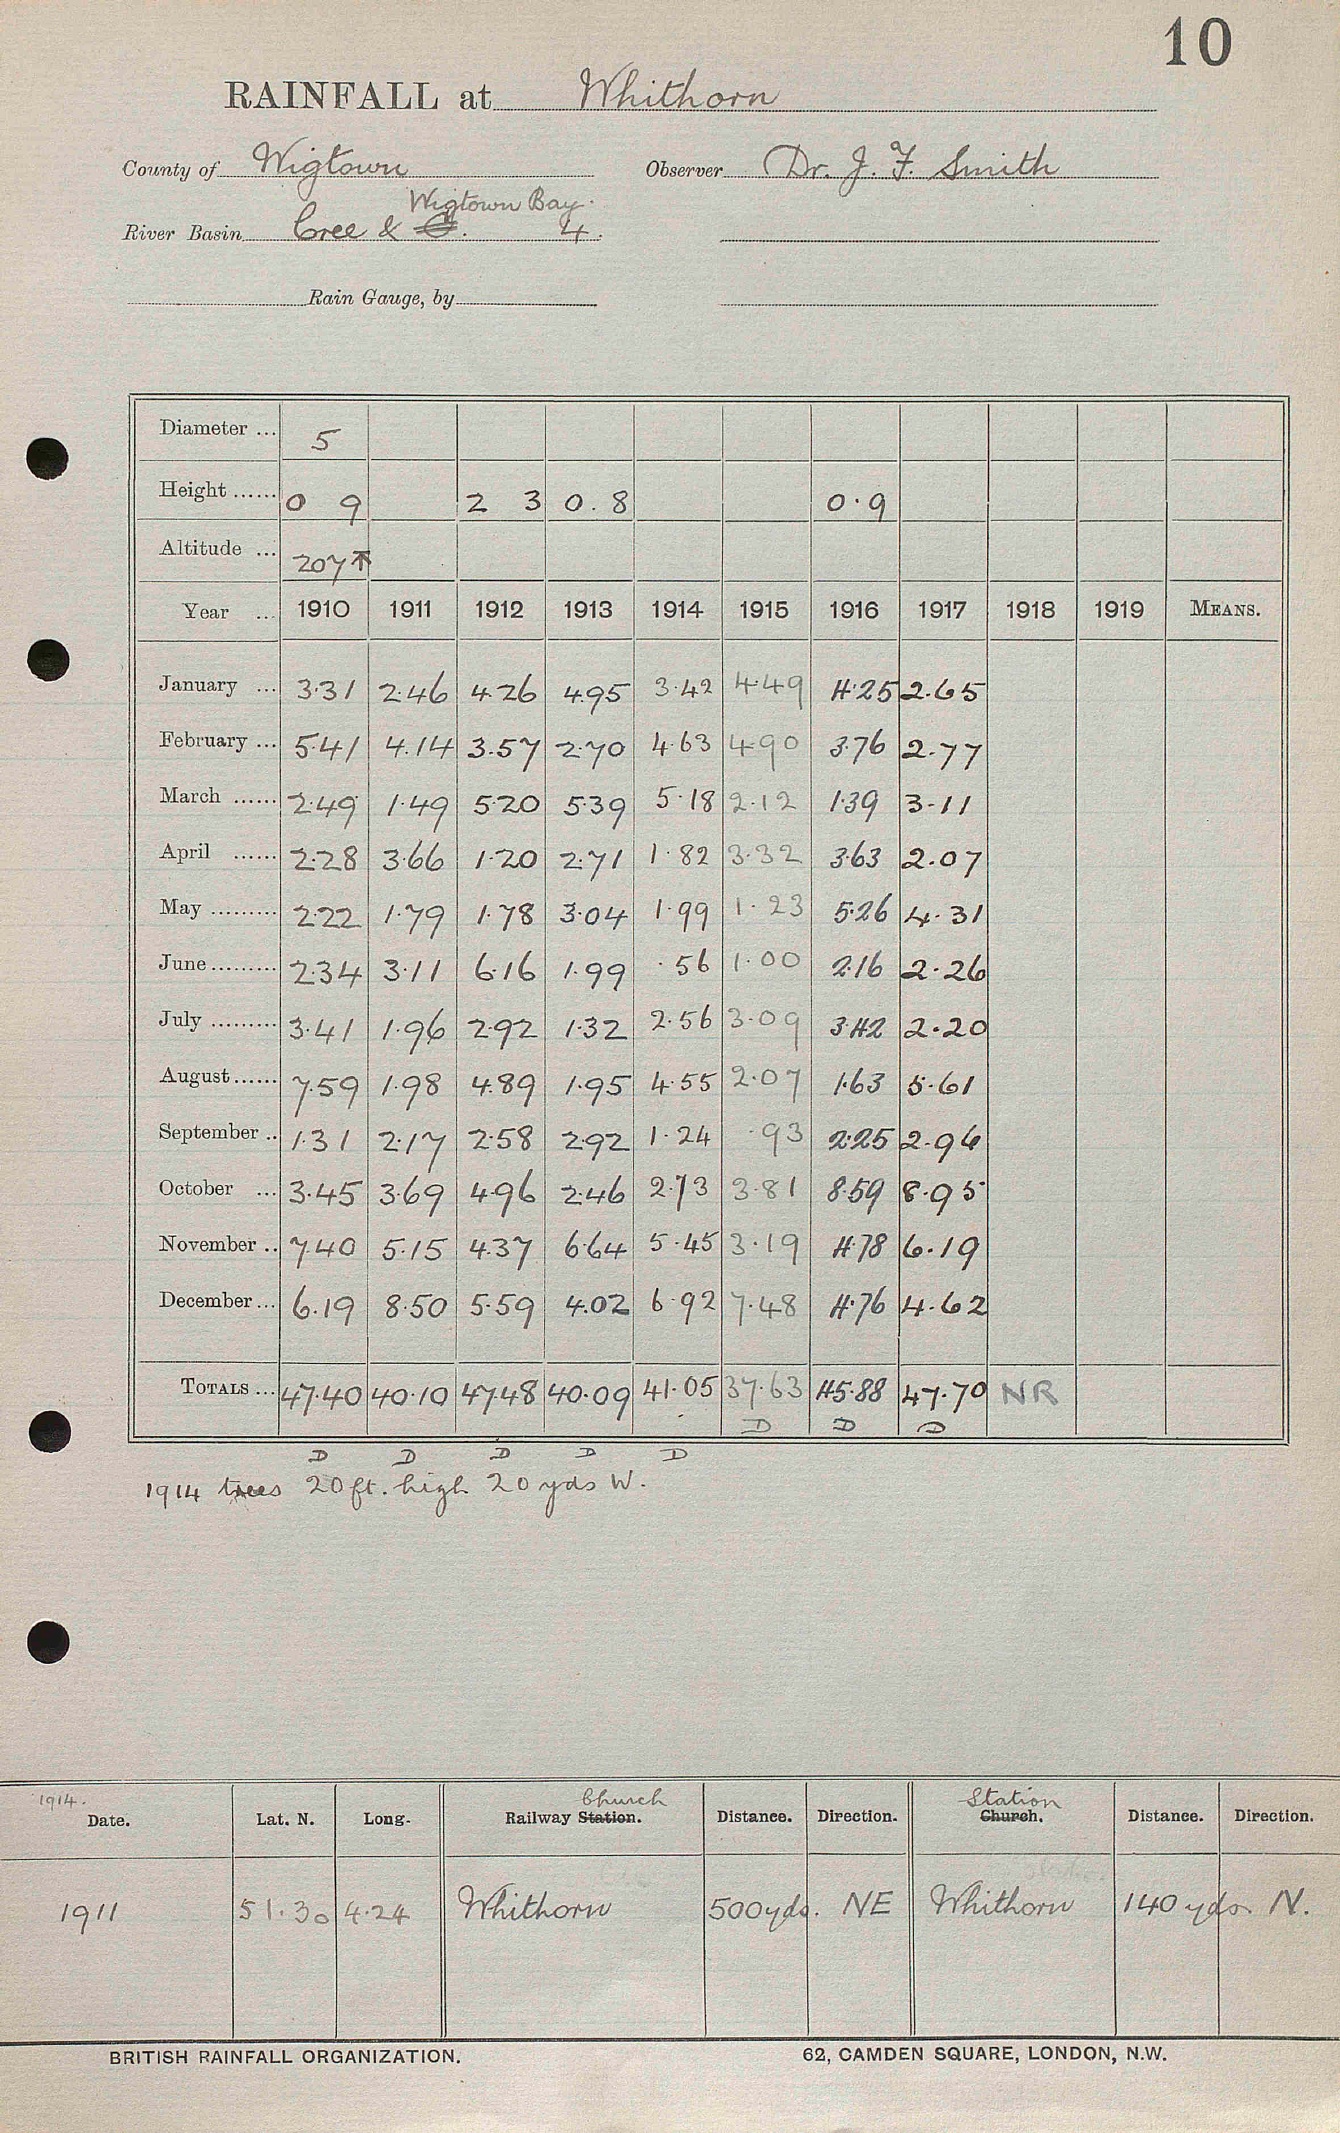 10
RAINFALL at Whithorn
County of Wigtown Observer Dr. J. F. Smith
Wigtown Bay.
River Basin Cree & 4.
Rain Gauge, by
Diameter ... 5
Height ...... 0 9 2 3 0.8 0.9
Altitude ... 207
Year ... 1910 1911 1912 1913 1914 1915 1916 1917 1918 1919 MEANS.
January ... 3.31 2.46 4.26 4.95 3.42 4.49 4.25 2.65
February ... 5.41 4.14 3.57 2.70 4.63 4.90 3.76 2.77
March ...... 2.49 1.49 5.20 5.39 5.18 2.12 1.39 3.11
April ...... 2.28 3.66 1.20 2.71 1.82 3.32 3.63 2.07
May ......... 2.22 1.79 1.78 3.04 1.99 1.23 5.26 4.31
June ......... 2.34 3.11 6.16 1.99 .56 1.00 2.16 2.26
July ......... 3.41 1.96 2.92 1.32 2.56 3.09 3.42 2.20
August ...... 7.59 1.98 4.89 1.95 4.55 2.07 1.63 5.61
September .. 1.31 2.17 2.58 2.92 1.24 .93 2.25 2.96
October ... 3.45 3.69 4.96 2.46 2.73 3.81 8.59 8.95
November .. 7.40 5.15 4.37 6.64 5.45 3.19 4.78 6.19
December ... 6.19 8.50 5.59 4.02 6.92 7.48 4.76 4.62
TOTALS ... 47.40 40.10 47.48 40.09 41.05 37.63 45.88 47.70 NR
D D D
D D D D D
1914 trees 20 ft. high 20 yds W.
1914. Church Station
Date. Lat. N. Long. Railway Station. Distance. Direction. Church. Distance. Direction.
1911 51.30 4.24 Whithorn 500 yds. NE Whithorn 140 yds. N.
BRITISH RAINFALL ORGANIZATION. 62, CAMDEN SQUARE, LONDON, N.W.